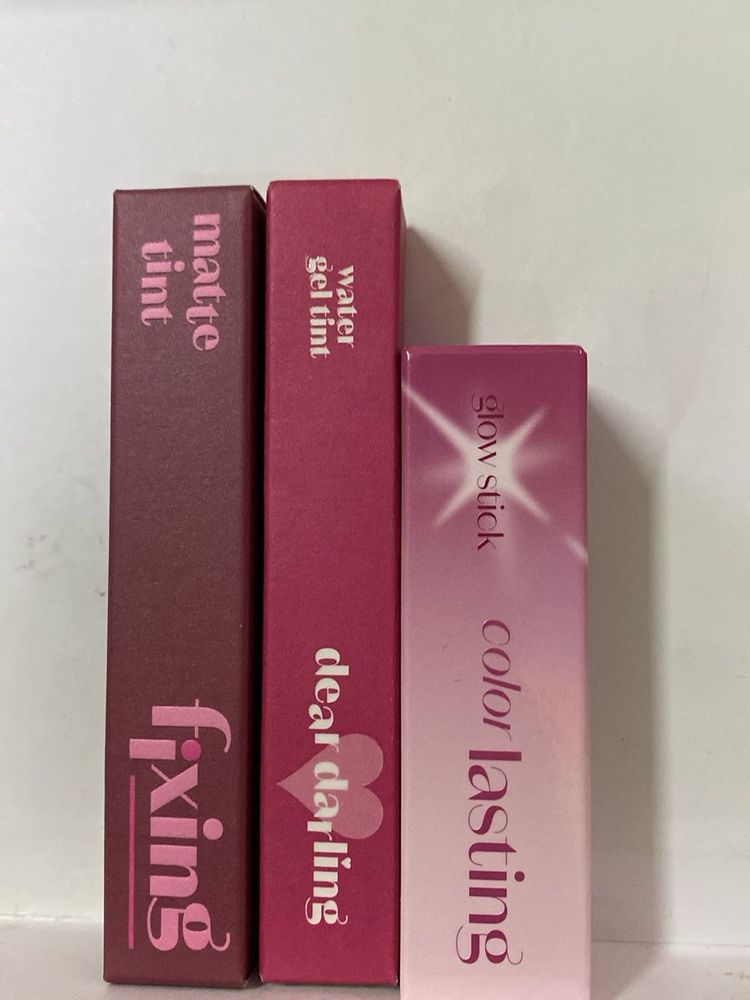 matte
tint
fixing
water
gel tint
dear darling
glow stick
color lasting